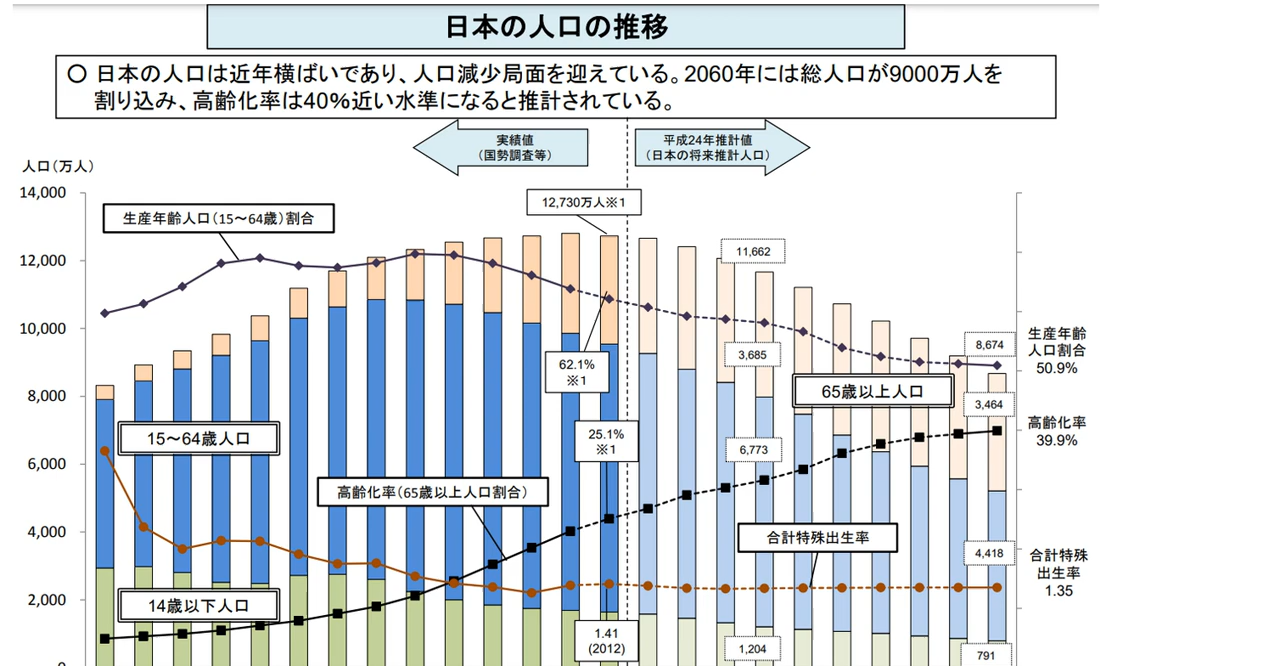 日本の人口の推移
○ 日本の人口は近年横ばいであり、人口減少局面を迎えている。2060年には総人口が9000万人を
割り込み、高齢化率は40%近い水準になると推計されている。
実績値
（国勢調査等）
平成24年推計値
（日本の将来推計人口）
人口（万人）
14,000
12,000
10,000
8,000
6,000
4,000
2,000
0
生産年齢人口（15～64歳）割合
12,730万人※1
11,662
3,685
6,773
1,204
62.1%
※1
25.1%
※1
1.41
(2012)
15～64歳人口
14歳以下人口
高齢化率（65歳以上人口割合）
65歳以上人口
合計特殊出生率
8,674
3,464
4,418
791
生産年齢
人口割合
50.9%
高齢化率
39.9%
合計特殊
出生率
1.35